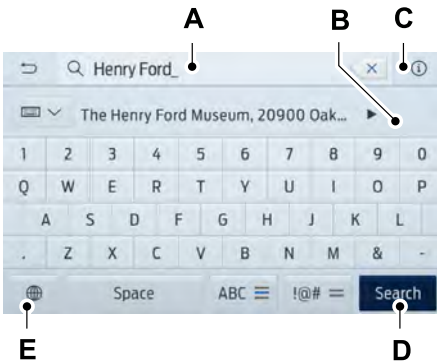 A
B
C
Henry Ford_
The Henry Ford Museum, 20900 Oak...
1 2 3 4 5 6 7 8 9 0
Q W E R T Y U I O P
A S D F G H J K L
. Z X C V B N M & -
Space ABC !@# Search
E
D